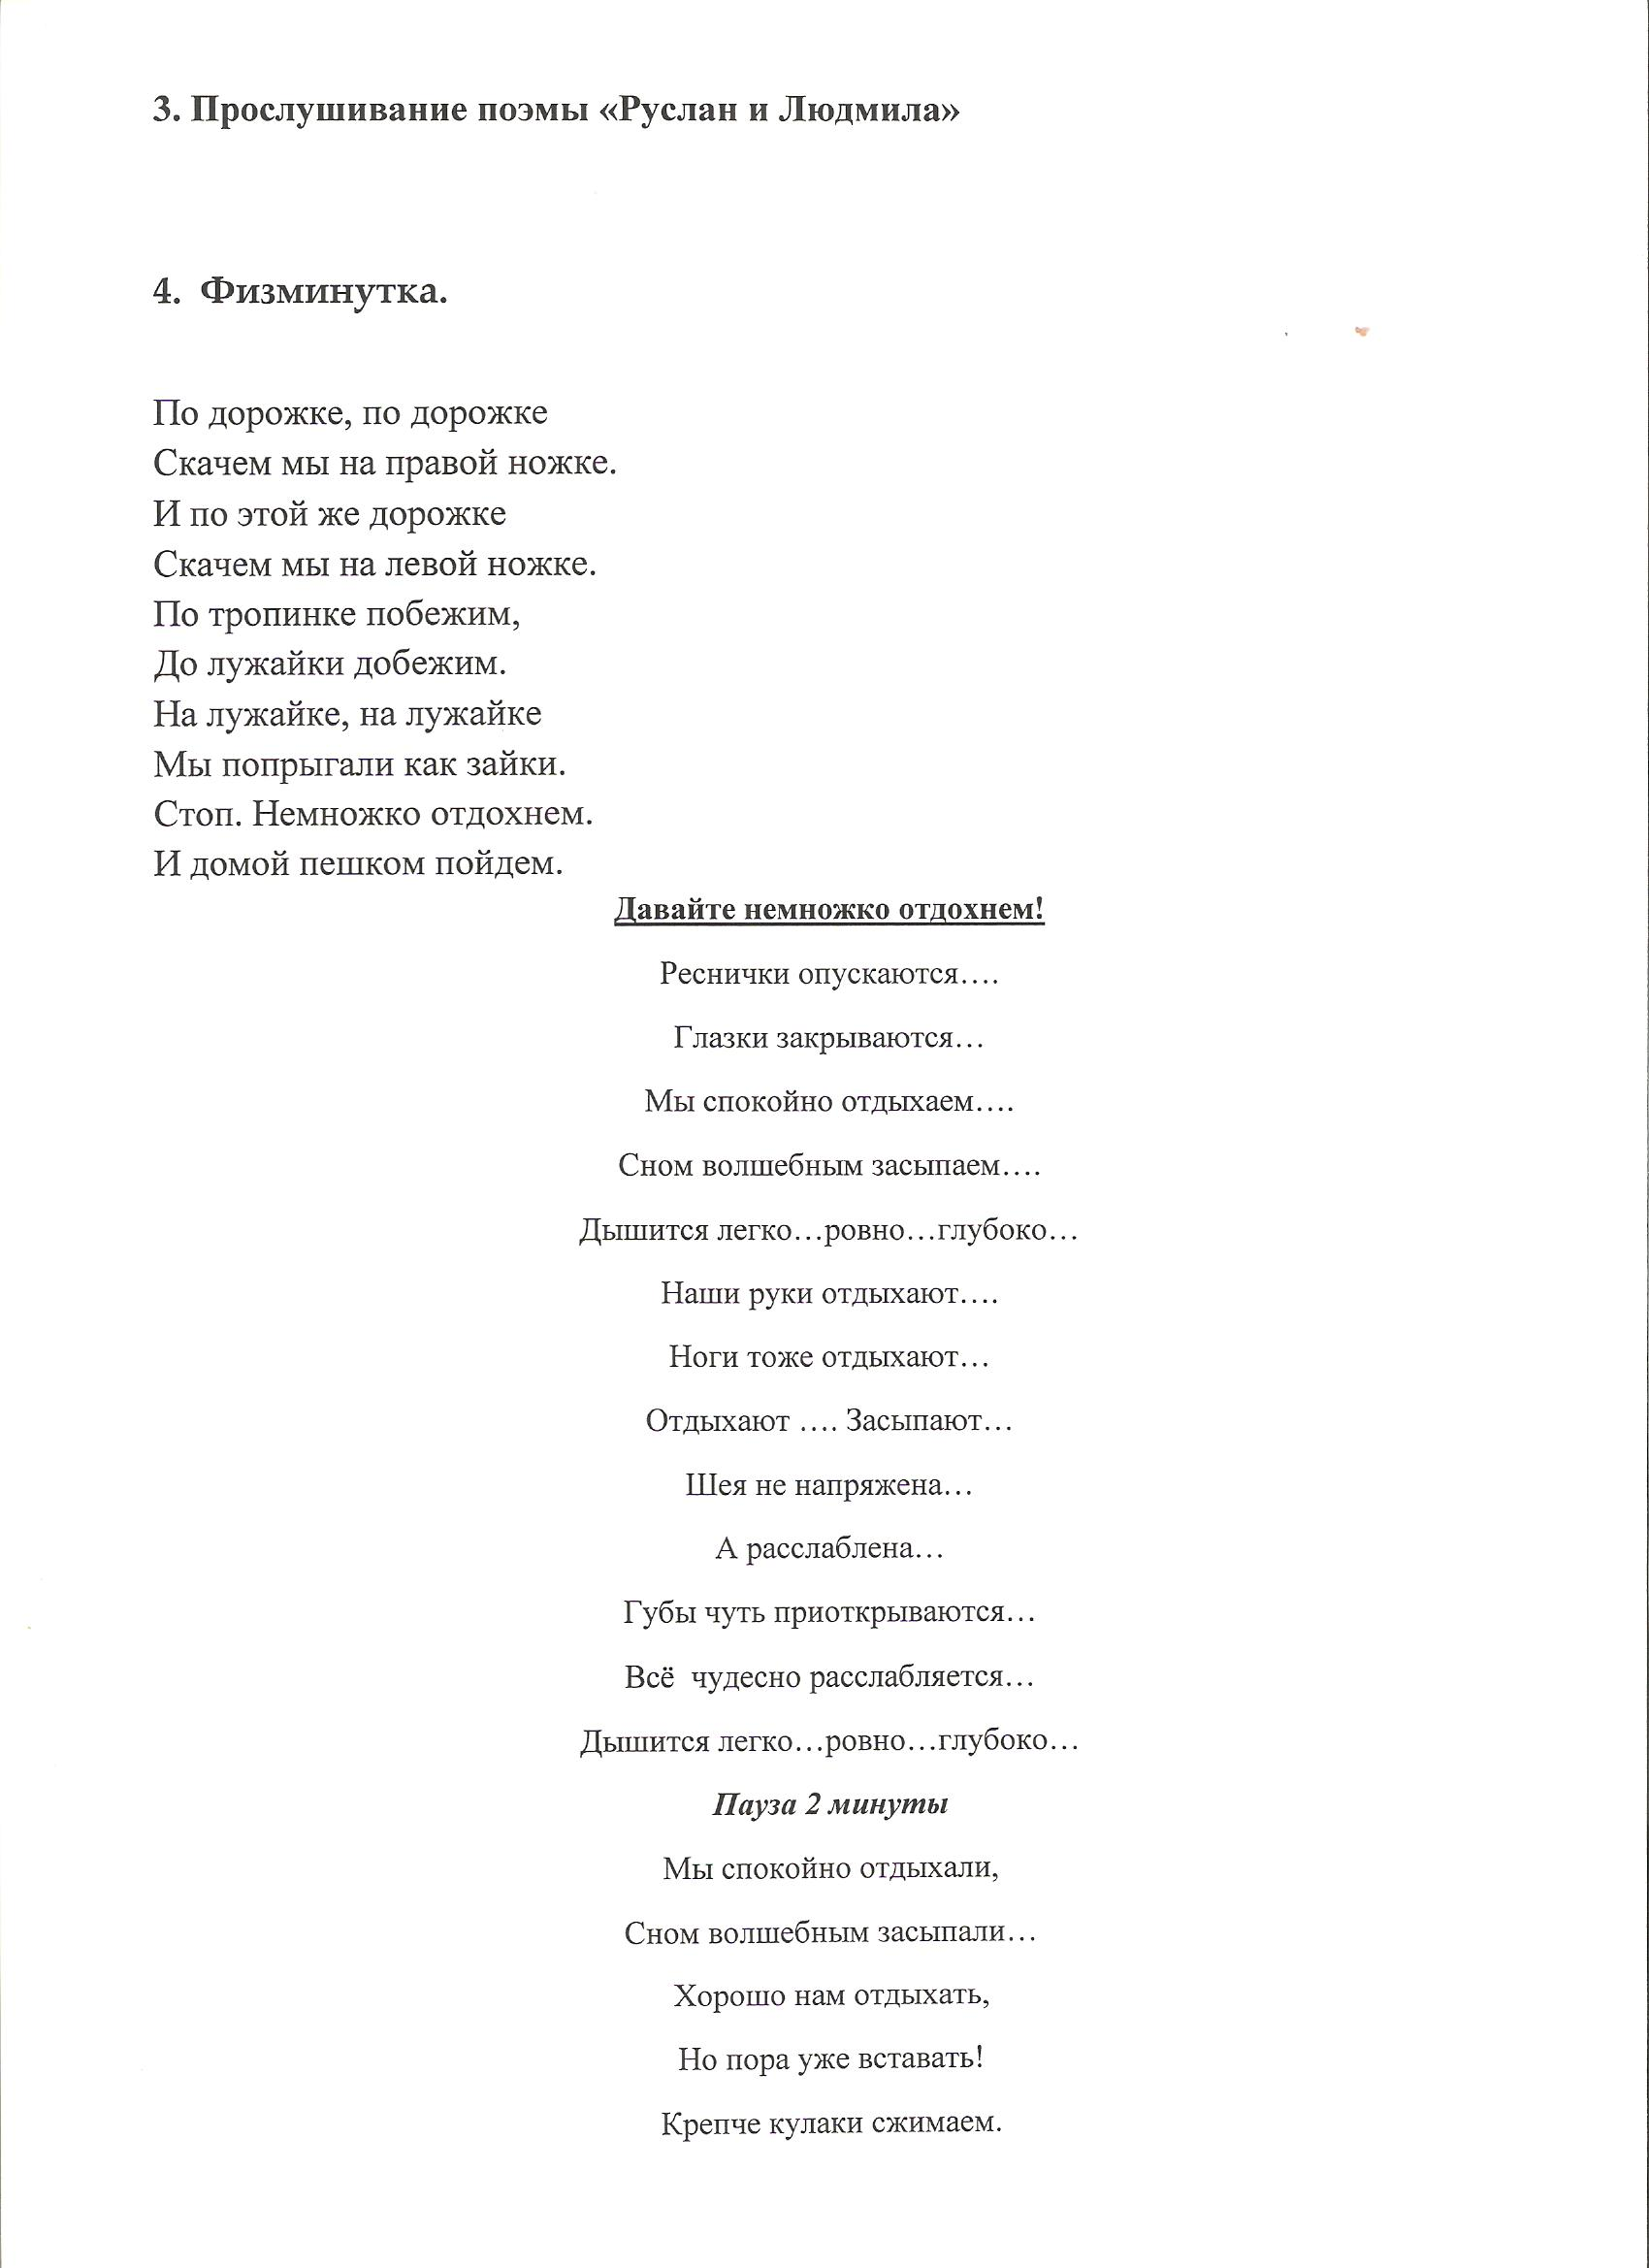 3. Прослушивание поэмы «Руслан и Людмила»
4. Физминутка.
По дорожке, по дорожке
Скачем мы на правой ножке.
И по этой же дорожке
Скачем мы на левой ножке.
По тропинке побежим,
До лужайки добежим.
На лужайке, на лужайке
Мы попрыгали как зайки.
Стоп. Немножко отдохнем.
И домой пешком пойдем.
Давайте немножко отдохнем!
Реснички опускаются….
Глазки закрываются…
Мы спокойно отдыхаем….
Сном волшебным засыпаем….
Дышится легко…ровно…глубоко…
Наши руки отдыхают….
Ноги тоже отдыхают…
Отдыхают …. Засыпают…
Шея не напряжена…
А расслаблена…
Губы чуть приоткрываются…
Всё  чудесно расслабляется…
Дышится легко…ровно…глубоко…
Пауза 2 минуты
Мы спокойно отдыхали,
Сном волшебным засыпали…
Хорошо нам отдыхать,
Но пора уже вставать!
Крепче кулаки сжимаем.